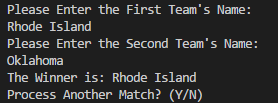 Please Enter the First Team's Name:
Rhode Island
Please Enter the Second Team's Name:
Oklahoma
The Winner is: Rhode Island
Process Another Match? (Y/N)